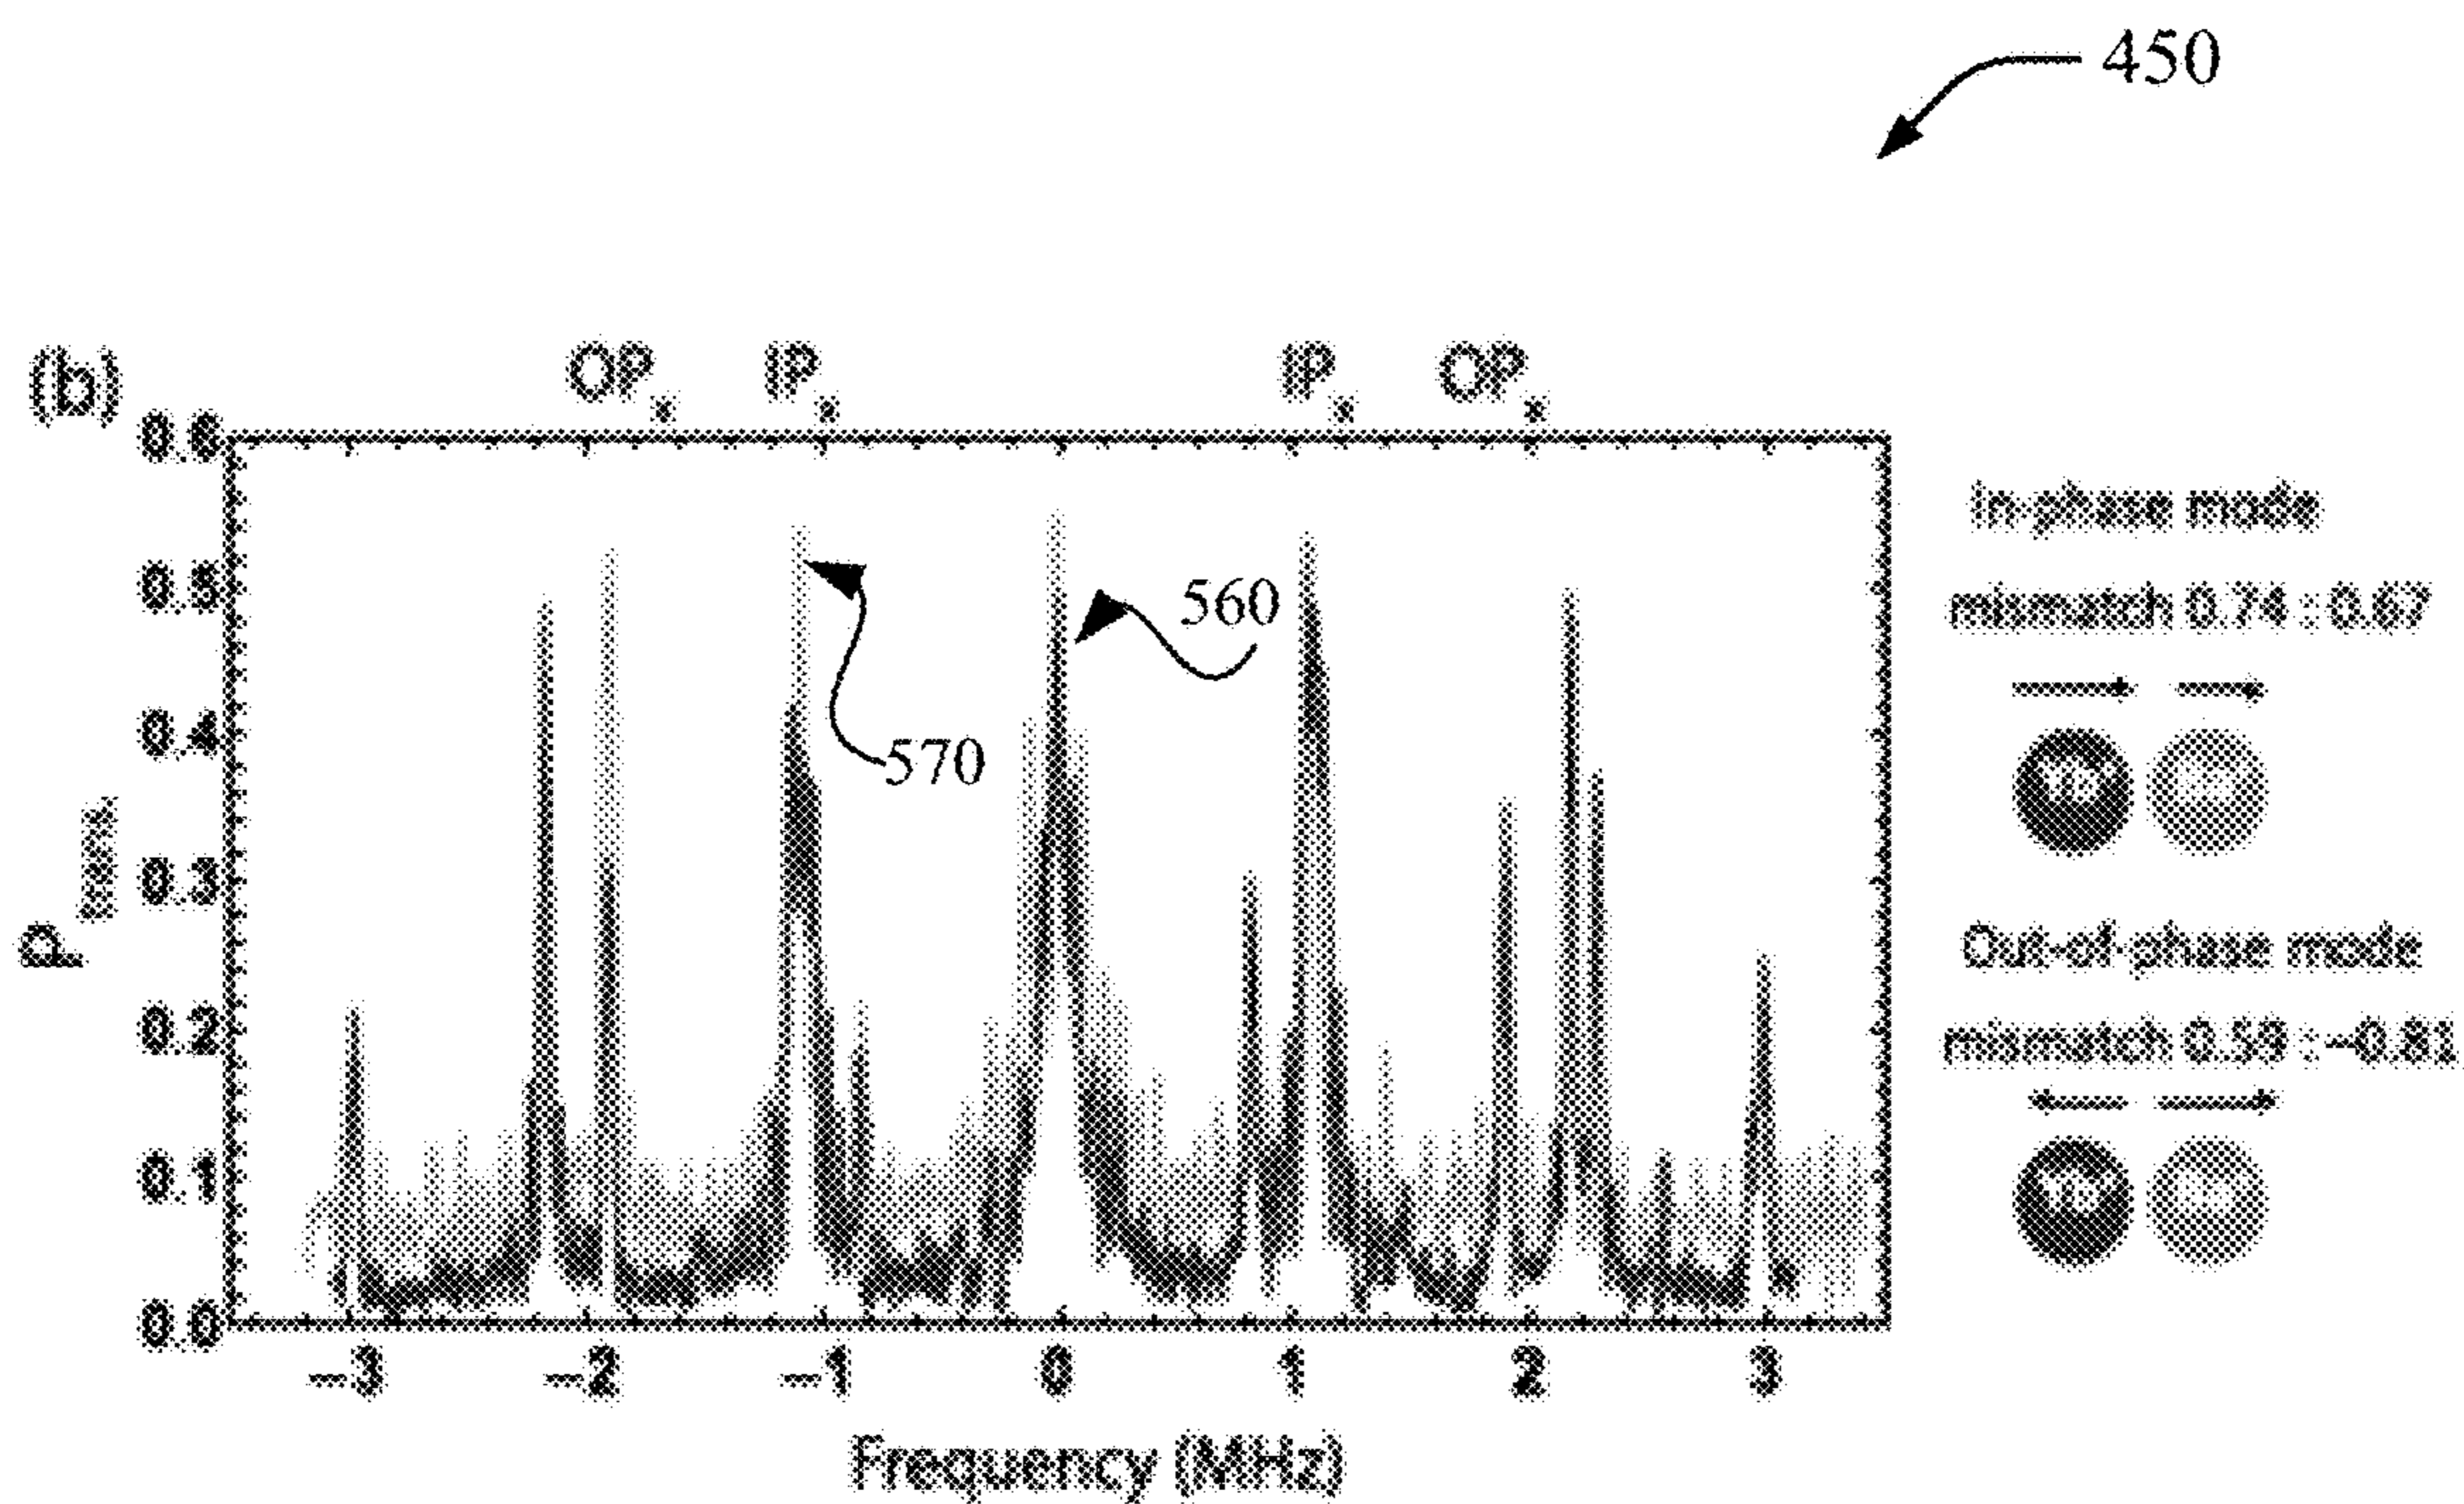 450
(b)
OPx IPx IPx OPx
0.6
0.5
0.4
0.3
0.2
0.1
0.0
P
560
570
−3 −2 −1 0 1 2 3
Frequency (MHz)
In-phase mode
mismatch 0.74 : 0.67
Out-of-phase mode
mismatch 0.59 : −0.81